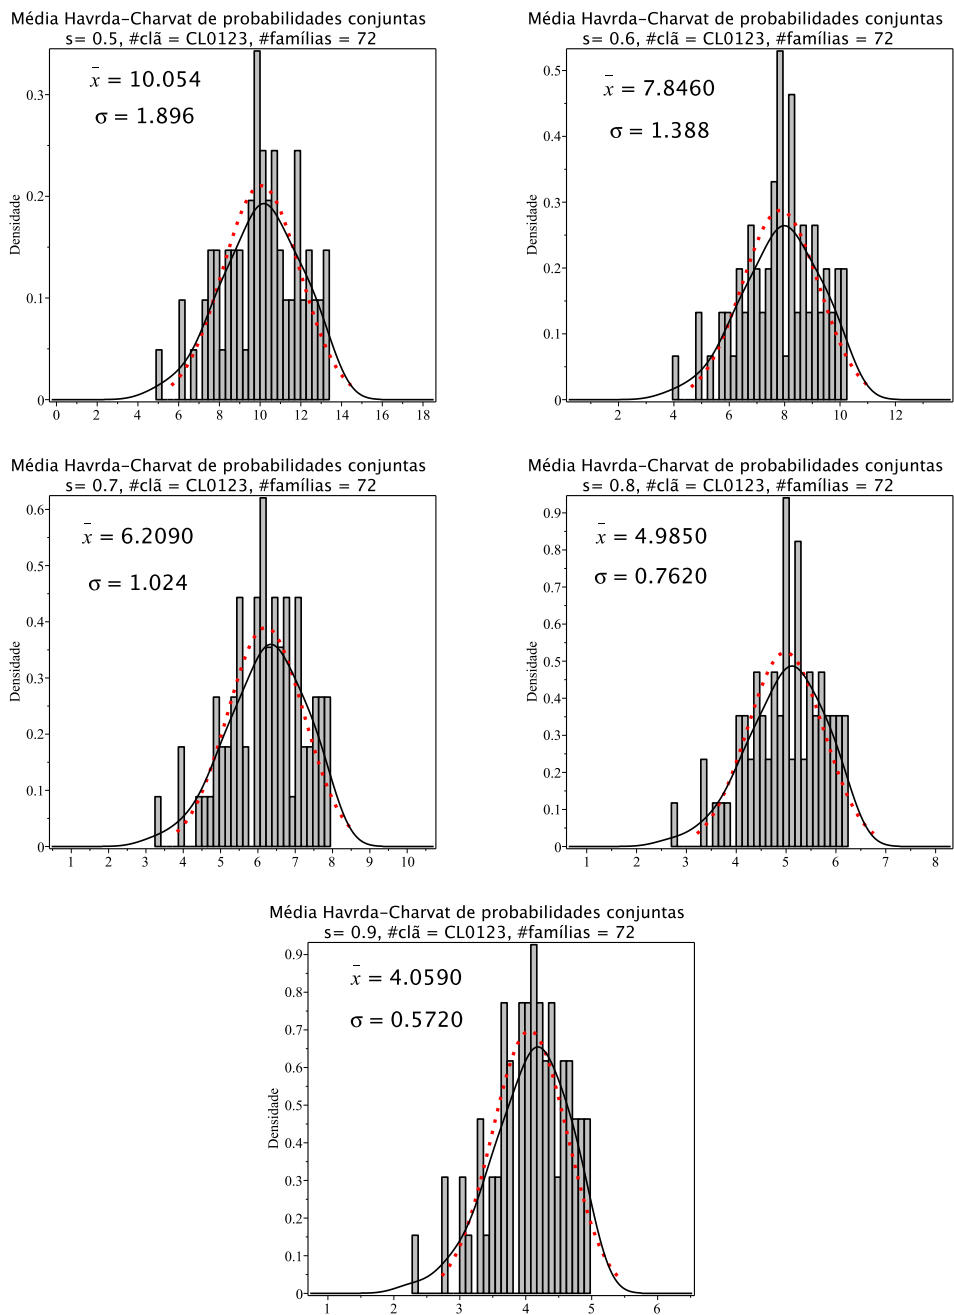 Média Havrda-Charvat de probabilidades conjuntas
s= 0.5, #clã = CL0123, #famílias = 72
x̄ = 10.054
σ = 1.896
Densidade
0.3
0.2
0.1
0
0 2 4 6 8 10 12 14 16 18
Média Havrda-Charvat de probabilidades conjuntas
s= 0.6, #clã = CL0123, #famílias = 72
x̄ = 7.8460
σ = 1.388
Densidade
0.5
0.4
0.3
0.2
0.1
0
2 4 6 8 10 12
Média Havrda-Charvat de probabilidades conjuntas
s= 0.7, #clã = CL0123, #famílias = 72
x̄ = 6.2090
σ = 1.024
Densidade
0.6
0.5
0.4
0.3
0.2
0.1
0
1 2 3 4 5 6 7 8 9 10
Média Havrda-Charvat de probabilidades conjuntas
s= 0.8, #clã = CL0123, #famílias = 72
x̄ = 4.9850
σ = 0.7620
Densidade
0.9
0.8
0.7
0.6
0.5
0.4
0.3
0.2
0.1
0
1 2 3 4 5 6 7 8
Média Havrda-Charvat de probabilidades conjuntas
s= 0.9, #clã = CL0123, #famílias = 72
x̄ = 4.0590
σ = 0.5720
Densidade
0.9
0.8
0.7
0.6
0.5
0.4
0.3
0.2
0.1
0
1 2 3 4 5 6